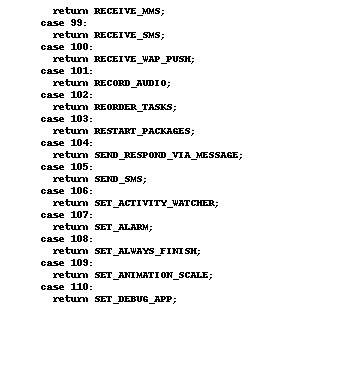 return RECEIVE_MMS;
case 99:
return RECEIVE_SMS;
case 100:
return RECEIVE_WAP_PUSH;
case 101:
return RECORD_AUDIO;
case 102:
return REORDER_TASKS;
case 103:
return RESTART_PACKAGES;
case 104:
return SEND_RESPOND_VIA_MESSAGE;
case 105:
return SEND_SMS;
case 106:
return SET_ACTIVITY_WATCHER;
case 107:
return SET_ALARM;
case 108:
return SET_ALWAYS_FINISH;
case 109:
return SET_ANIMATION_SCALE;
case 110:
return SET_DEBUG_APP;